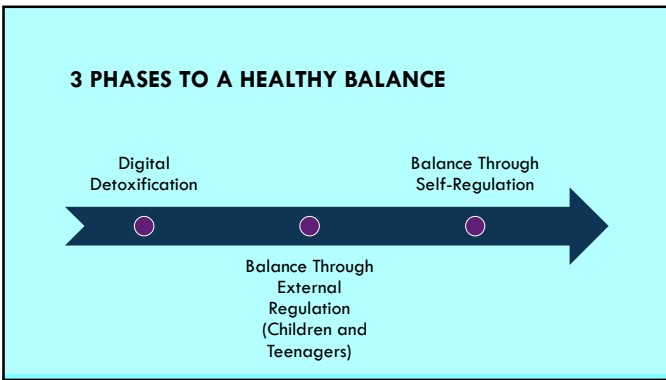 3 PHASES TO A HEALTHY BALANCE
Digital
Detoxification
Balance Through
External
Regulation
(Children and
Teenagers)
Balance Through
Self-Regulation